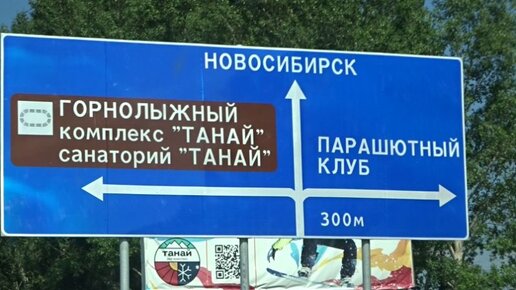 НОВОСИБИРСК
ГОРНОЛЫЖНЫЙ
комплекс "ТАНАЙ"
санаторий "ТАНАЙ"
ПАРАШЮТНЫЙ
КЛУБ
300м
танай